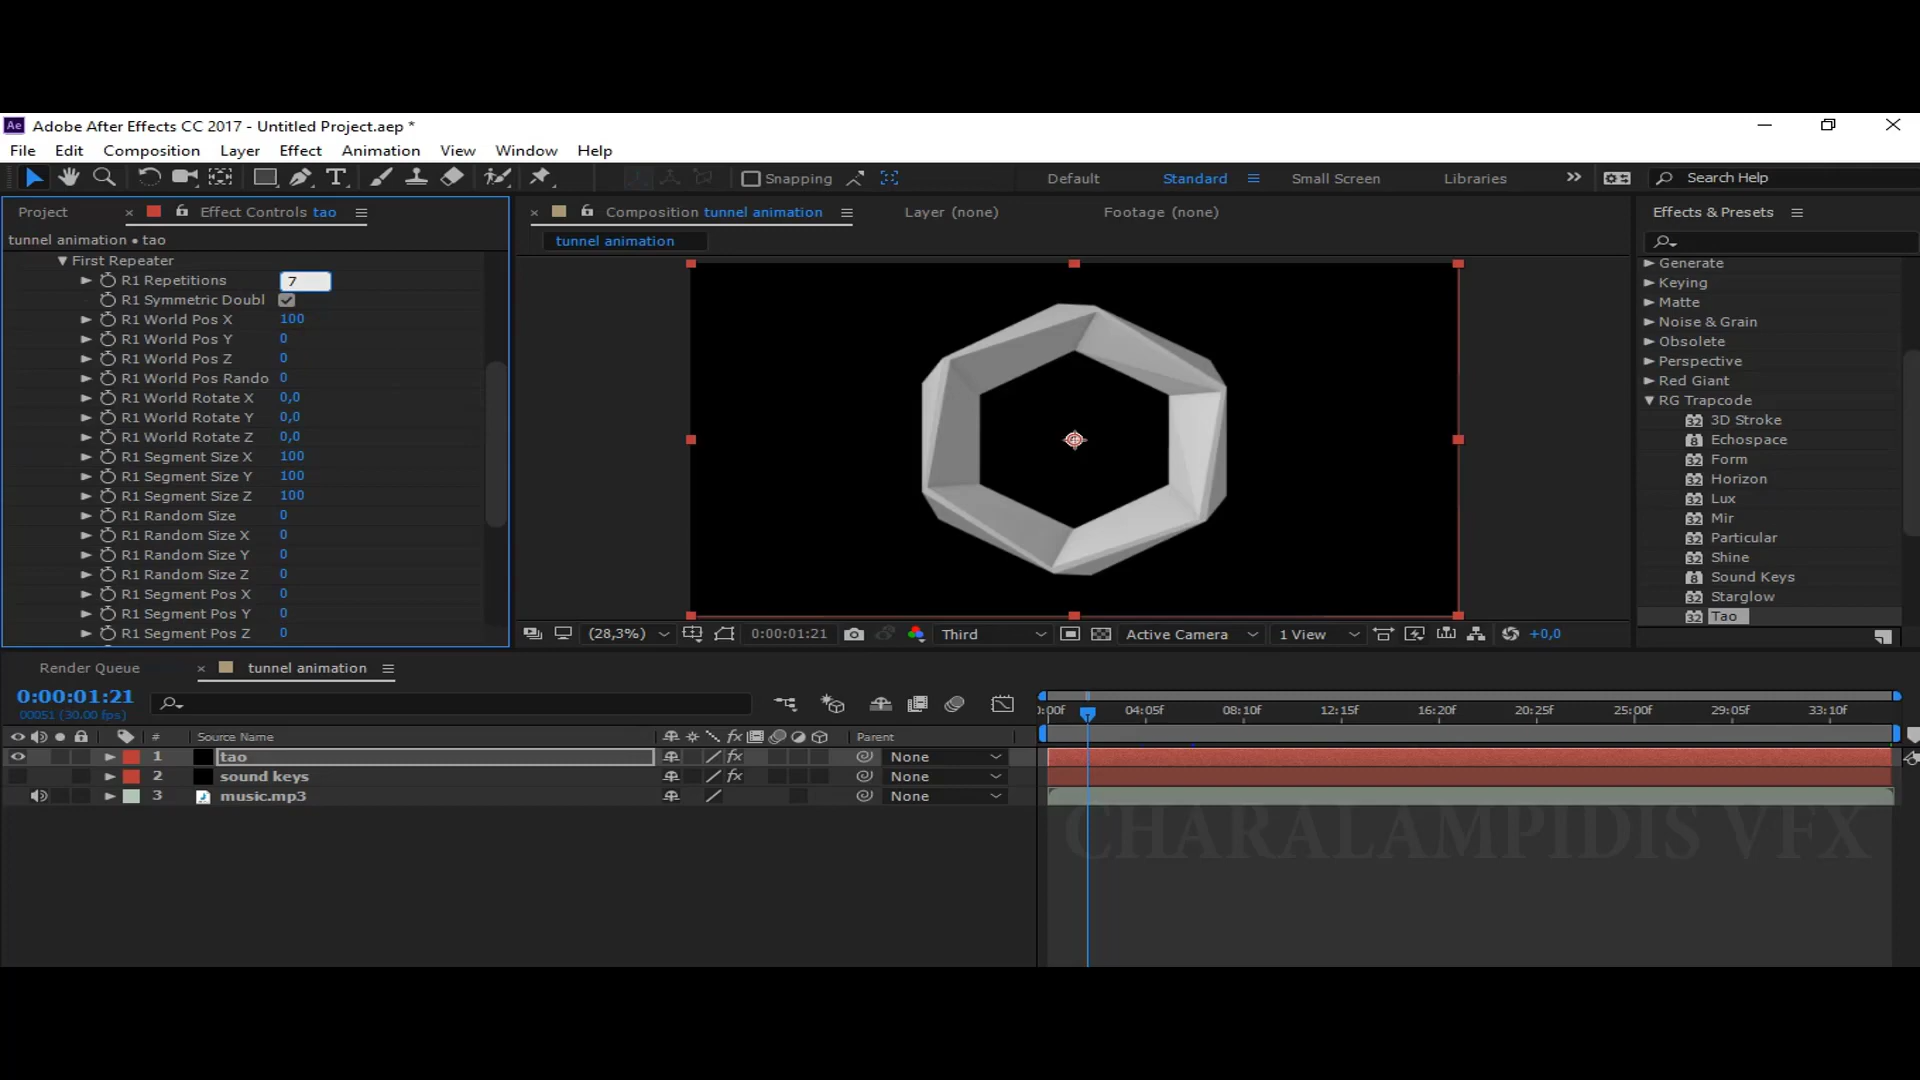 Adobe After Effects CC 2017 - Untitled Project.aep *
File Edit Composition Layer Effect Animation View Window Help
Snapping Default Standard Small Screen Libraries Search Help
Project Effect Controls tao Composition tunnel animation Layer (none) Footage (none) Effects & Presets
tunnel animation • tao tunnel animation
First Repeater
R1 Repetitions 7
R1 Symmetric Doubl
R1 World Pos X 100
R1 World Pos Y 0
R1 World Pos Z 0
R1 World Pos Rando 0
R1 World Rotate X 0,0
R1 World Rotate Y 0,0
R1 World Rotate Z 0,0
R1 Segment Size X 100
R1 Segment Size Y 100
R1 Segment Size Z 100
R1 Random Size 0
R1 Random Size X 0
R1 Random Size Y 0
R1 Random Size Z 0
R1 Segment Pos X 0
R1 Segment Pos Y 0
R1 Segment Pos Z 0
Generate
Keying
Matte
Noise & Grain
Obsolete
Perspective
Red Giant
RG Trapcode
3D Stroke
Echospace
Form
Horizon
Lux
Mir
Particular
Shine
Sound Keys
Starglow
Tao
(28,3%) 0:00:01:21 Third Active Camera 1 View +0,0
Render Queue tunnel animation
0:00:01:21
00051 (30.00 fps)
:00f 04:05f 08:10f 12:15f 16:20f 20:25f 25:00f 29:05f 33:10f
# Source Name Parent
1 tao None
2 sound keys None
3 music.mp3 None
CHARALAMPIDIS VFX